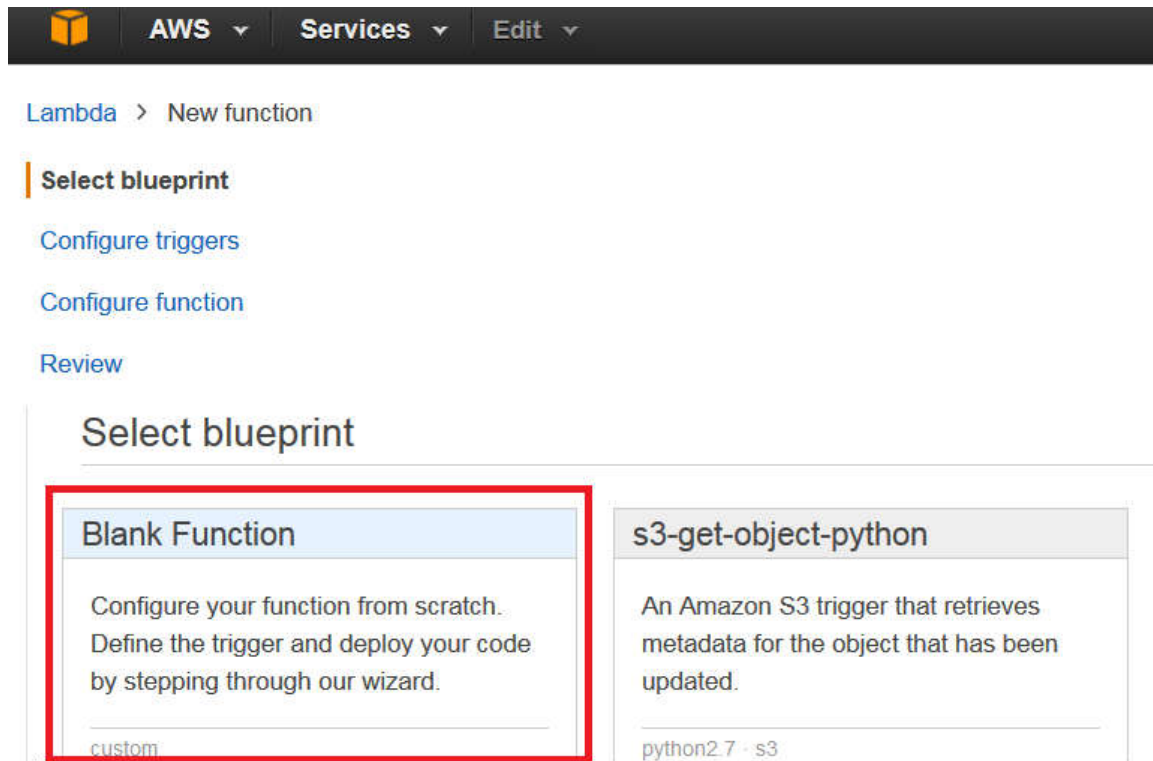 AWS Services Edit
Lambda > New function
Select blueprint
Configure triggers
Configure function
Review
Select blueprint
Blank Function
Configure your function from scratch.
Define the trigger and deploy your code
by stepping through our wizard.
custom
s3-get-object-python
An Amazon S3 trigger that retrieves
metadata for the object that has been
updated.
python2.7 · s3